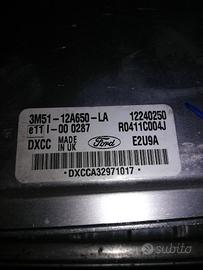 3M51-12A650-LA 12240250
e11 I-00 0287 R0411C004J
DXCC MADE IN UK Ford E2U9A
*DXCCA32971017*
subito